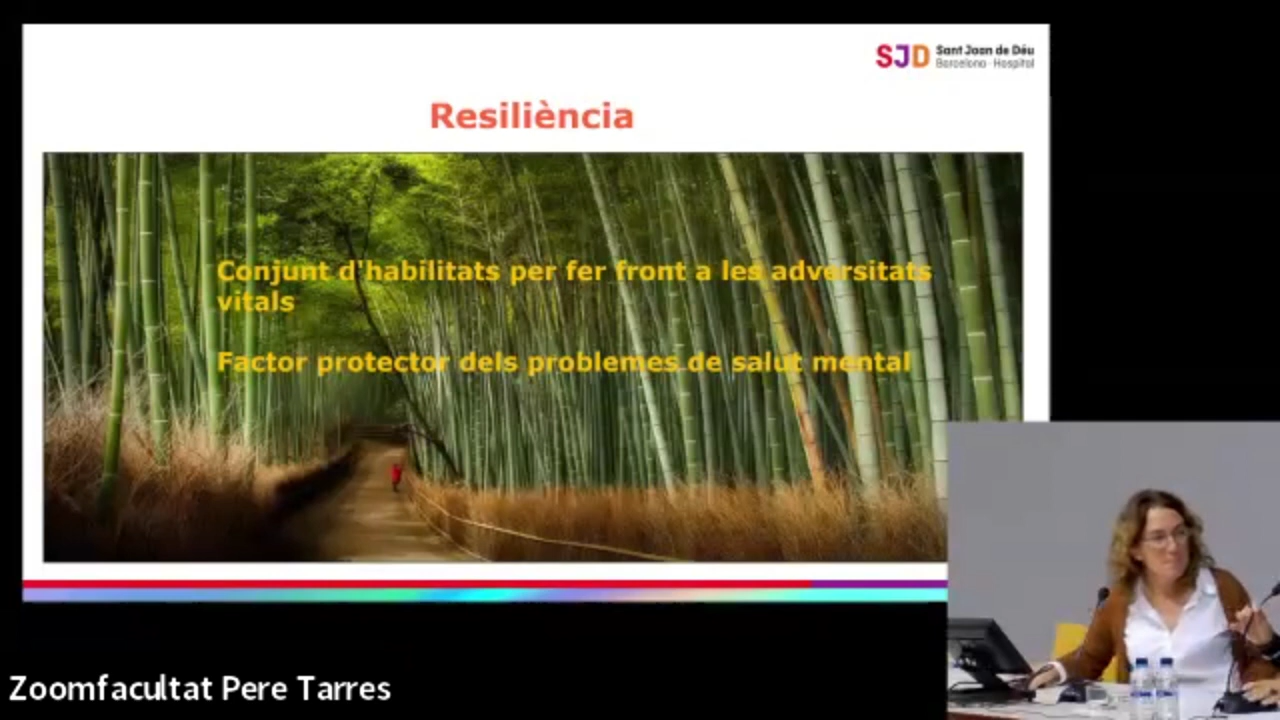 SJD Sant Joan de Déu
Barcelona · Hospital
Resiliència
Conjunt d'habilitats per fer front a les adversitats
vitals
Factor protector dels problemes de salut mental
Zoomfacultat Pere Tarres